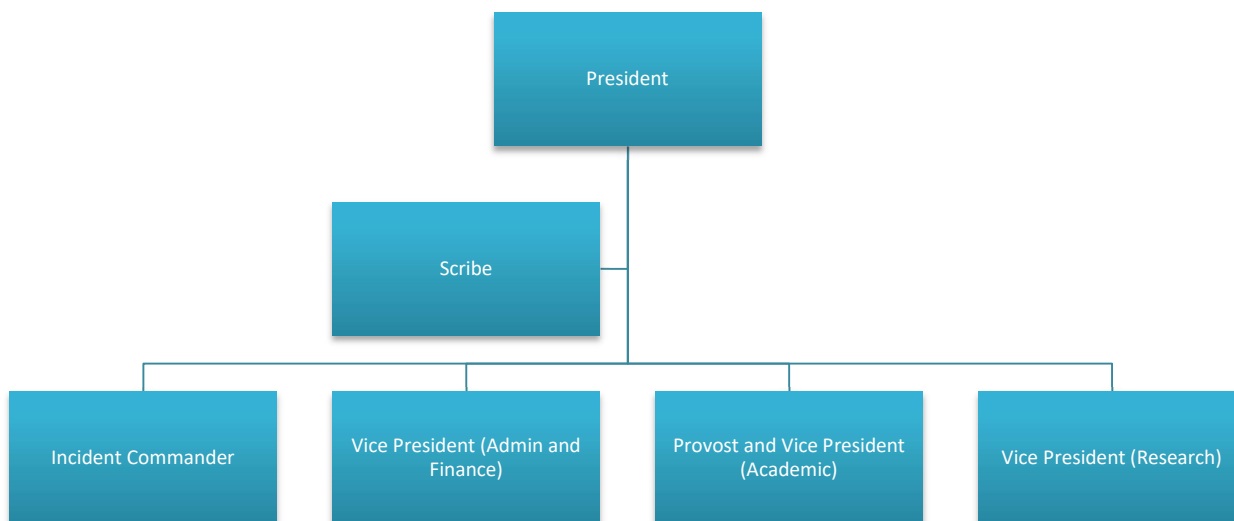 President
Scribe
Incident Commander
Vice President (Admin and
Finance)
Provost and Vice President
(Academic)
Vice President (Research)